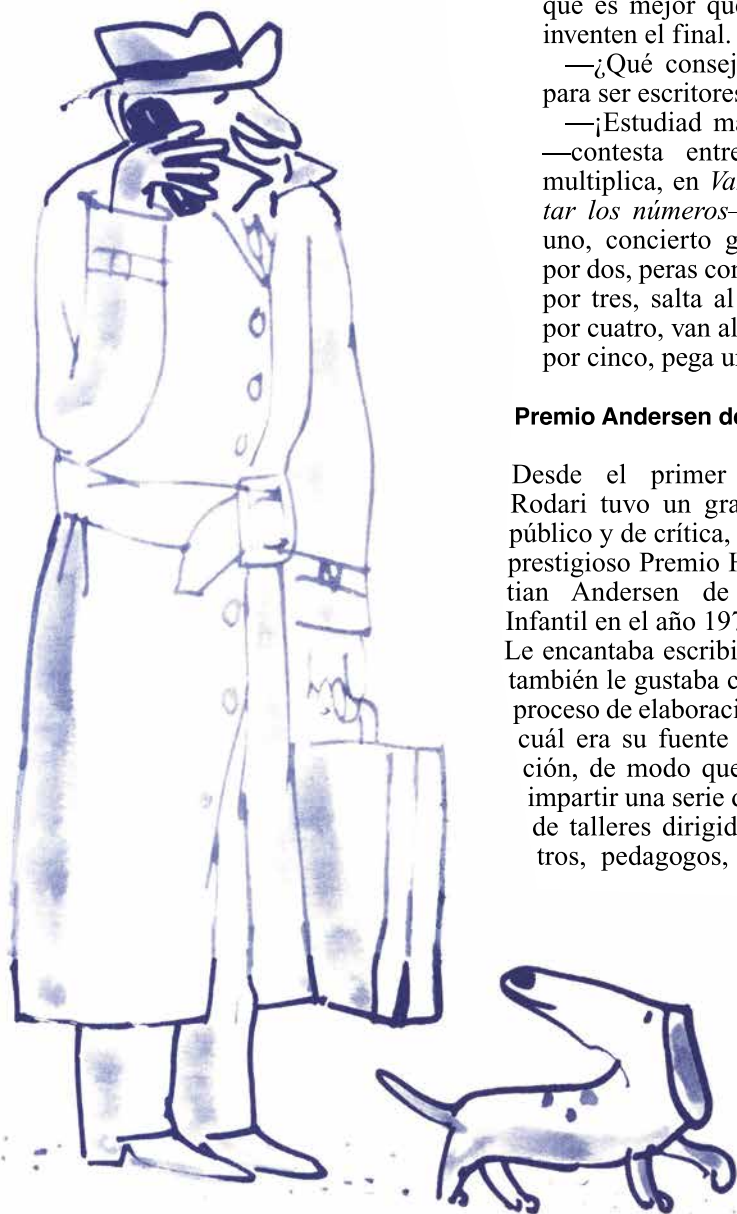 que es mejor que
inventen el final.
—¿Qué consej
para ser escritores
—¡Estudiad ma
—contesta entre
multiplica, en Va
tar los números–
uno, concierto g
por dos, peras con
por tres, salta al
por cuatro, van al
por cinco, pega u
Premio Andersen de
Desde el primer
Rodari tuvo un gra
público y de crítica,
prestigioso Premio H
tian Andersen de
Infantil en el año 197
Le encantaba escribi
también le gustaba c
proceso de elaboraci
cuál era su fuente
ción, de modo que
impartir una serie d
de talleres dirigid
tros, pedagogos,